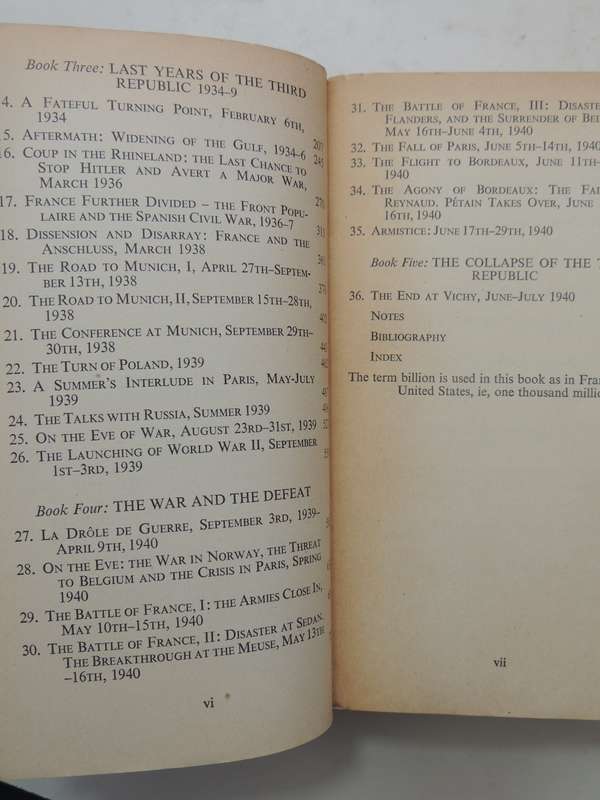 Book Three: LAST YEARS OF THE THIRD
REPUBLIC 1934–9
4. A FATEFUL TURNING POINT, FEBRUARY 6TH,
1934 207
5. AFTERMATH: WIDENING OF THE GULF, 1934–6 245
6. COUP IN THE RHINELAND: THE LAST CHANCE TO
STOP HITLER AND AVERT A MAJOR WAR,
MARCH 1936
17. FRANCE FURTHER DIVIDED – THE FRONT POPU-
LAIRE AND THE SPANISH CIVIL WAR, 1936–7
18. DISSENSION AND DISARRAY: FRANCE AND THE
ANSCHLUSS, MARCH 1938
19. THE ROAD TO MUNICH, I, APRIL 27TH–SEPTEM-
BER 13TH, 1938
20. THE ROAD TO MUNICH, II, SEPTEMBER 15TH–28TH,
1938
21. THE CONFERENCE AT MUNICH, SEPTEMBER 29TH–
30TH, 1938
22. THE TURN OF POLAND, 1939
23. A SUMMER'S INTERLUDE IN PARIS, MAY-JULY
1939
24. THE TALKS WITH RUSSIA, SUMMER 1939
25. ON THE EVE OF WAR, AUGUST 23RD–31ST, 1939
26. THE LAUNCHING OF WORLD WAR II, SEPTEMBER
1ST–3RD, 1939
Book Four: THE WAR AND THE DEFEAT
27. LA DRÔLE DE GUERRE, SEPTEMBER 3RD, 1939–
APRIL 9TH, 1940
28. ON THE EVE: THE WAR IN NORWAY, THE THREAT
TO BELGIUM AND THE CRISIS IN PARIS, SPRING
1940
29. THE BATTLE OF FRANCE, I: THE ARMIES CLOSE IN,
MAY 10TH–15TH, 1940
30. THE BATTLE OF FRANCE, II: DISASTER AT SEDAN.
THE BREAKTHROUGH AT THE MEUSE, MAY 13TH
–16TH, 1940
vi
31. THE BATTLE OF FRANCE, III: DISASTER
FLANDERS, AND THE SURRENDER OF BEL
MAY 16TH–JUNE 4TH, 1940
32. THE FALL OF PARIS, JUNE 5TH–14TH, 1940
33. THE FLIGHT TO BORDEAUX, JUNE 11TH–
1940
34. THE AGONY OF BORDEAUX: THE FAL
REYNAUD. PÉTAIN TAKES OVER, JUNE
16TH, 1940
35. ARMISTICE: JUNE 17TH–29TH, 1940
Book Five: THE COLLAPSE OF THE T
REPUBLIC
36. THE END AT VICHY, JUNE–JULY 1940
NOTES
BIBLIOGRAPHY
INDEX
The term billion is used in this book as in Fran
United States, ie, one thousand millio
vii